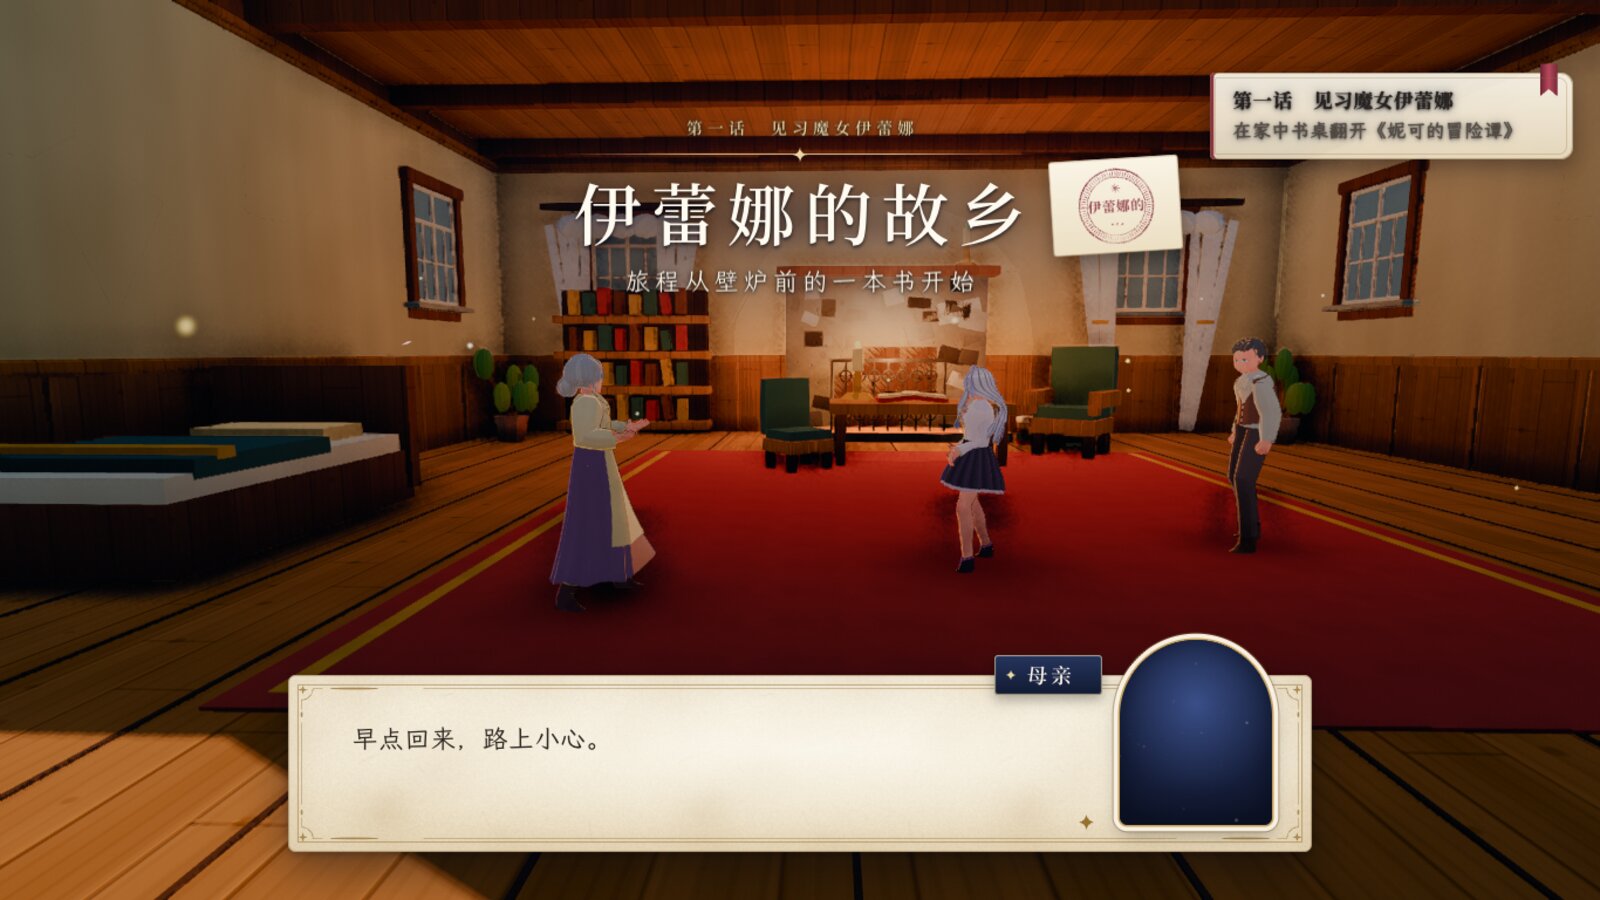 第一话 见习魔女伊蕾娜
伊蕾娜的故乡
旅程从壁炉前的一本书开始
伊蕾娜的
第一话 见习魔女伊蕾娜
在家中书桌翻开《妮可的冒险谭》
母亲
早点回来，路上小心。